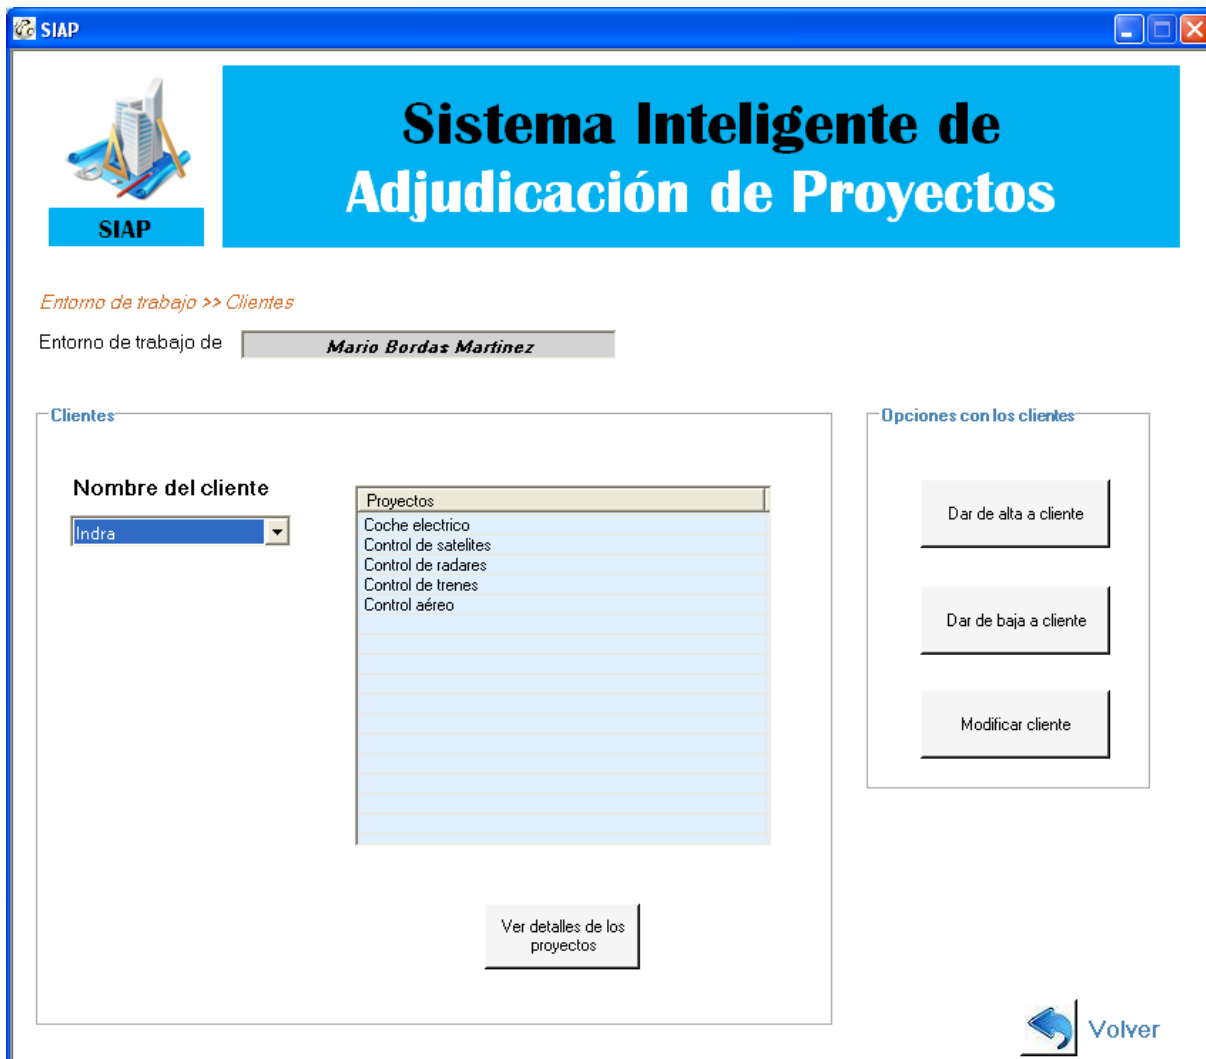 SIAP
Sistema Inteligente de
Adjudicación de Proyectos
SIAP
Entorno de trabajo >> Clientes
Entorno de trabajo de
Mario Bordas Martinez
Clientes
Nombre del cliente
Indra
Proyectos
Coche electrico
Control de satelites
Control de radares
Control de trenes
Control aéreo
Ver detalles de los
proyectos
Opciones con los clientes
Dar de alta a cliente
Dar de baja a cliente
Modificar cliente
Volver